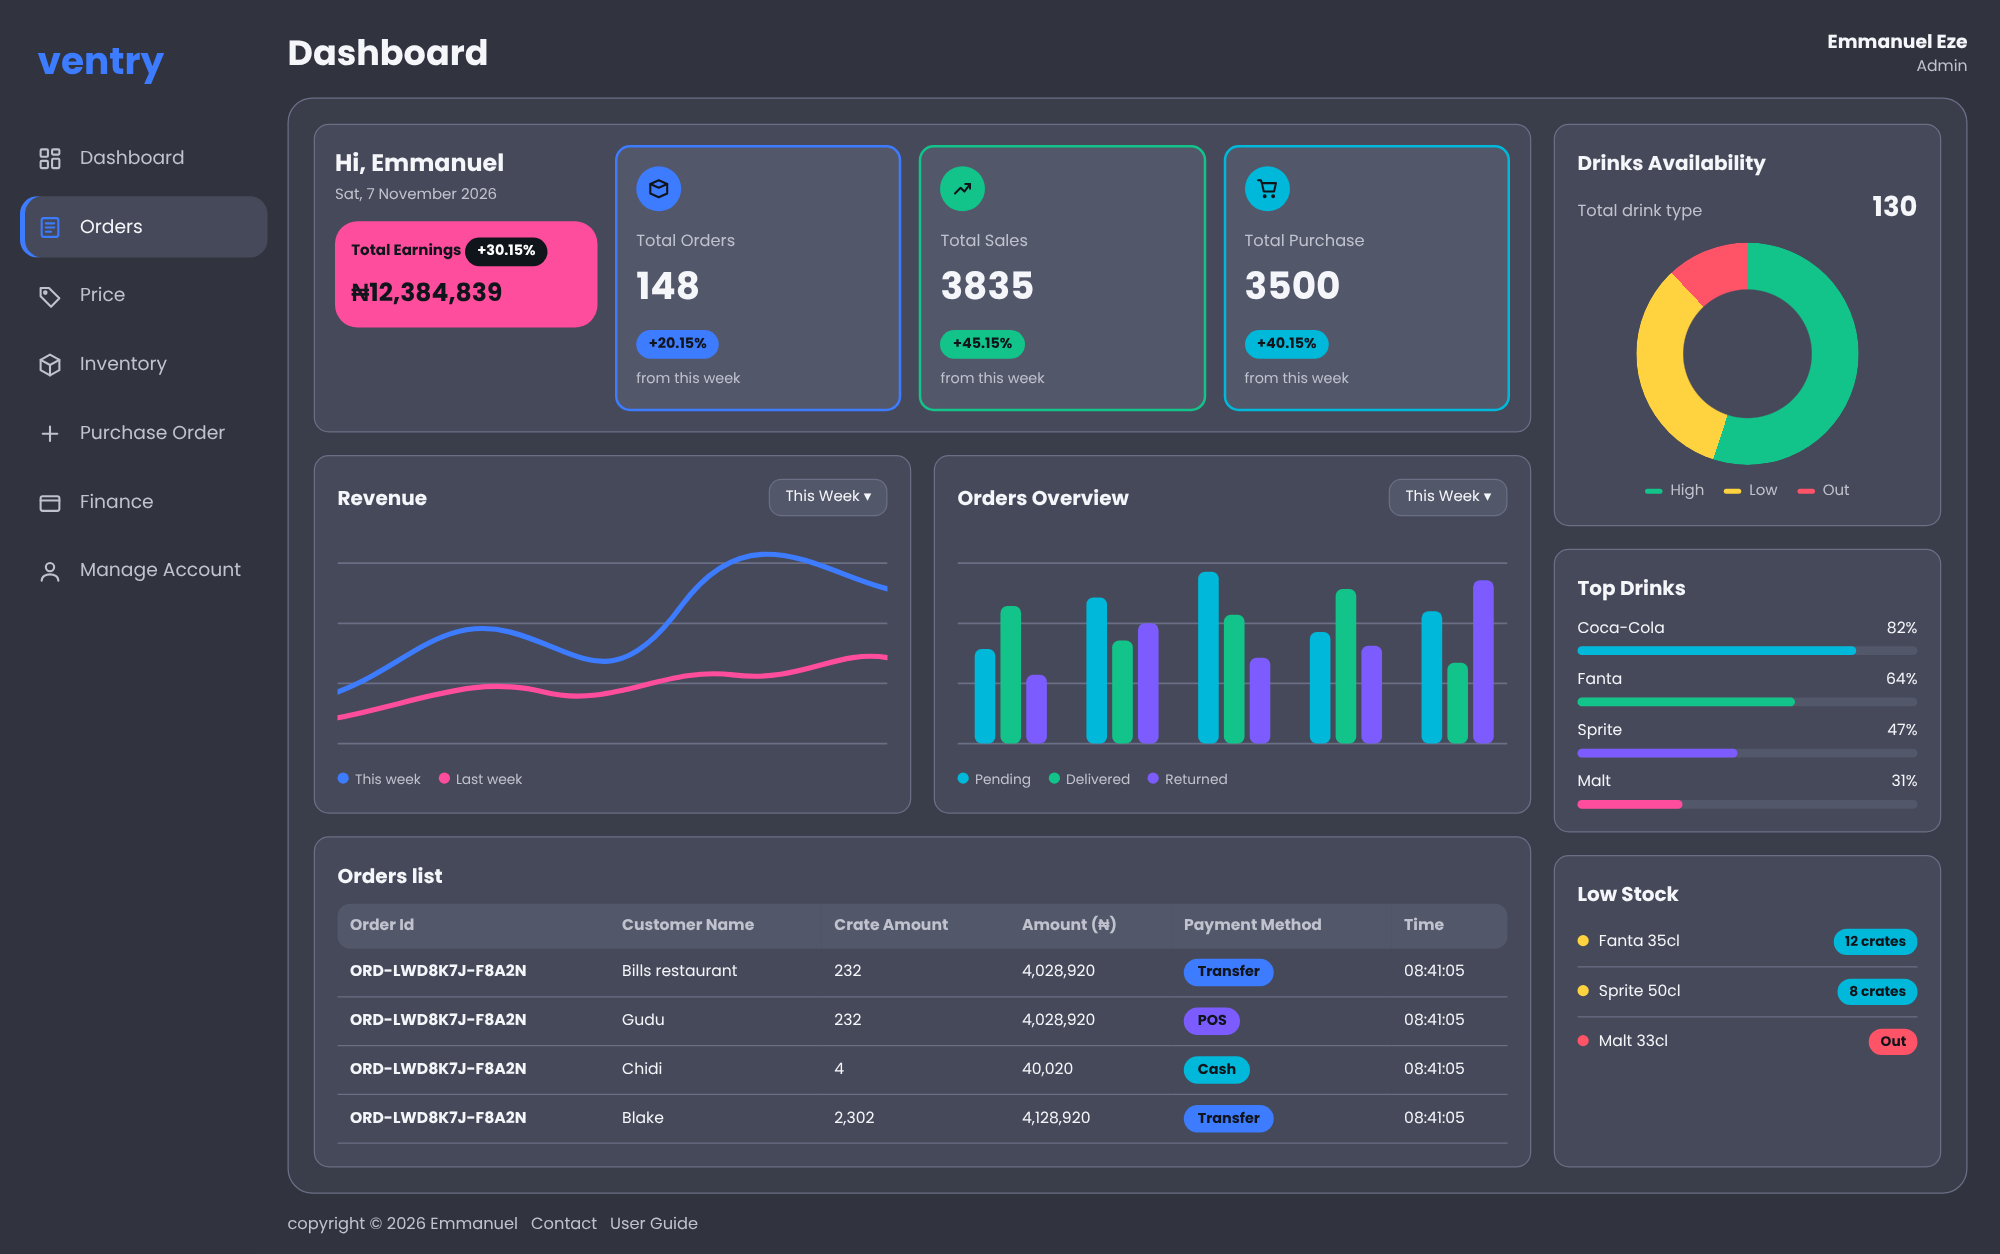 ventry
Dashboard
Orders
Price
Inventory
Purchase Order
Finance
Manage Account
Dashboard
Emmanuel Eze
Admin
Hi, Emmanuel
Sat, 7 November 2026
Total Earnings +30.15%
₦12,384,839
Total Orders
148
+20.15%
from this week
Total Sales
3835
+45.15%
from this week
Total Purchase
3500
+40.15%
from this week
Drinks Availability
Total drink type 130
High Low Out
Revenue
This Week ▾
This week Last week
Orders Overview
This Week ▾
Pending Delivered Returned
Top Drinks
Coca-Cola 82%
Fanta 64%
Sprite 47%
Malt 31%
Orders list
Order Id Customer Name Crate Amount Amount (₦) Payment Method Time
ORD-LWD8K7J-F8A2N Bills restaurant 232 4,028,920 Transfer 08:41:05
ORD-LWD8K7J-F8A2N Gudu 232 4,028,920 POS 08:41:05
ORD-LWD8K7J-F8A2N Chidi 4 40,020 Cash 08:41:05
ORD-LWD8K7J-F8A2N Blake 2,302 4,128,920 Transfer 08:41:05
Low Stock
Fanta 35cl 12 crates
Sprite 50cl 8 crates
Malt 33cl Out
copyright © 2026 Emmanuel Contact User Guide